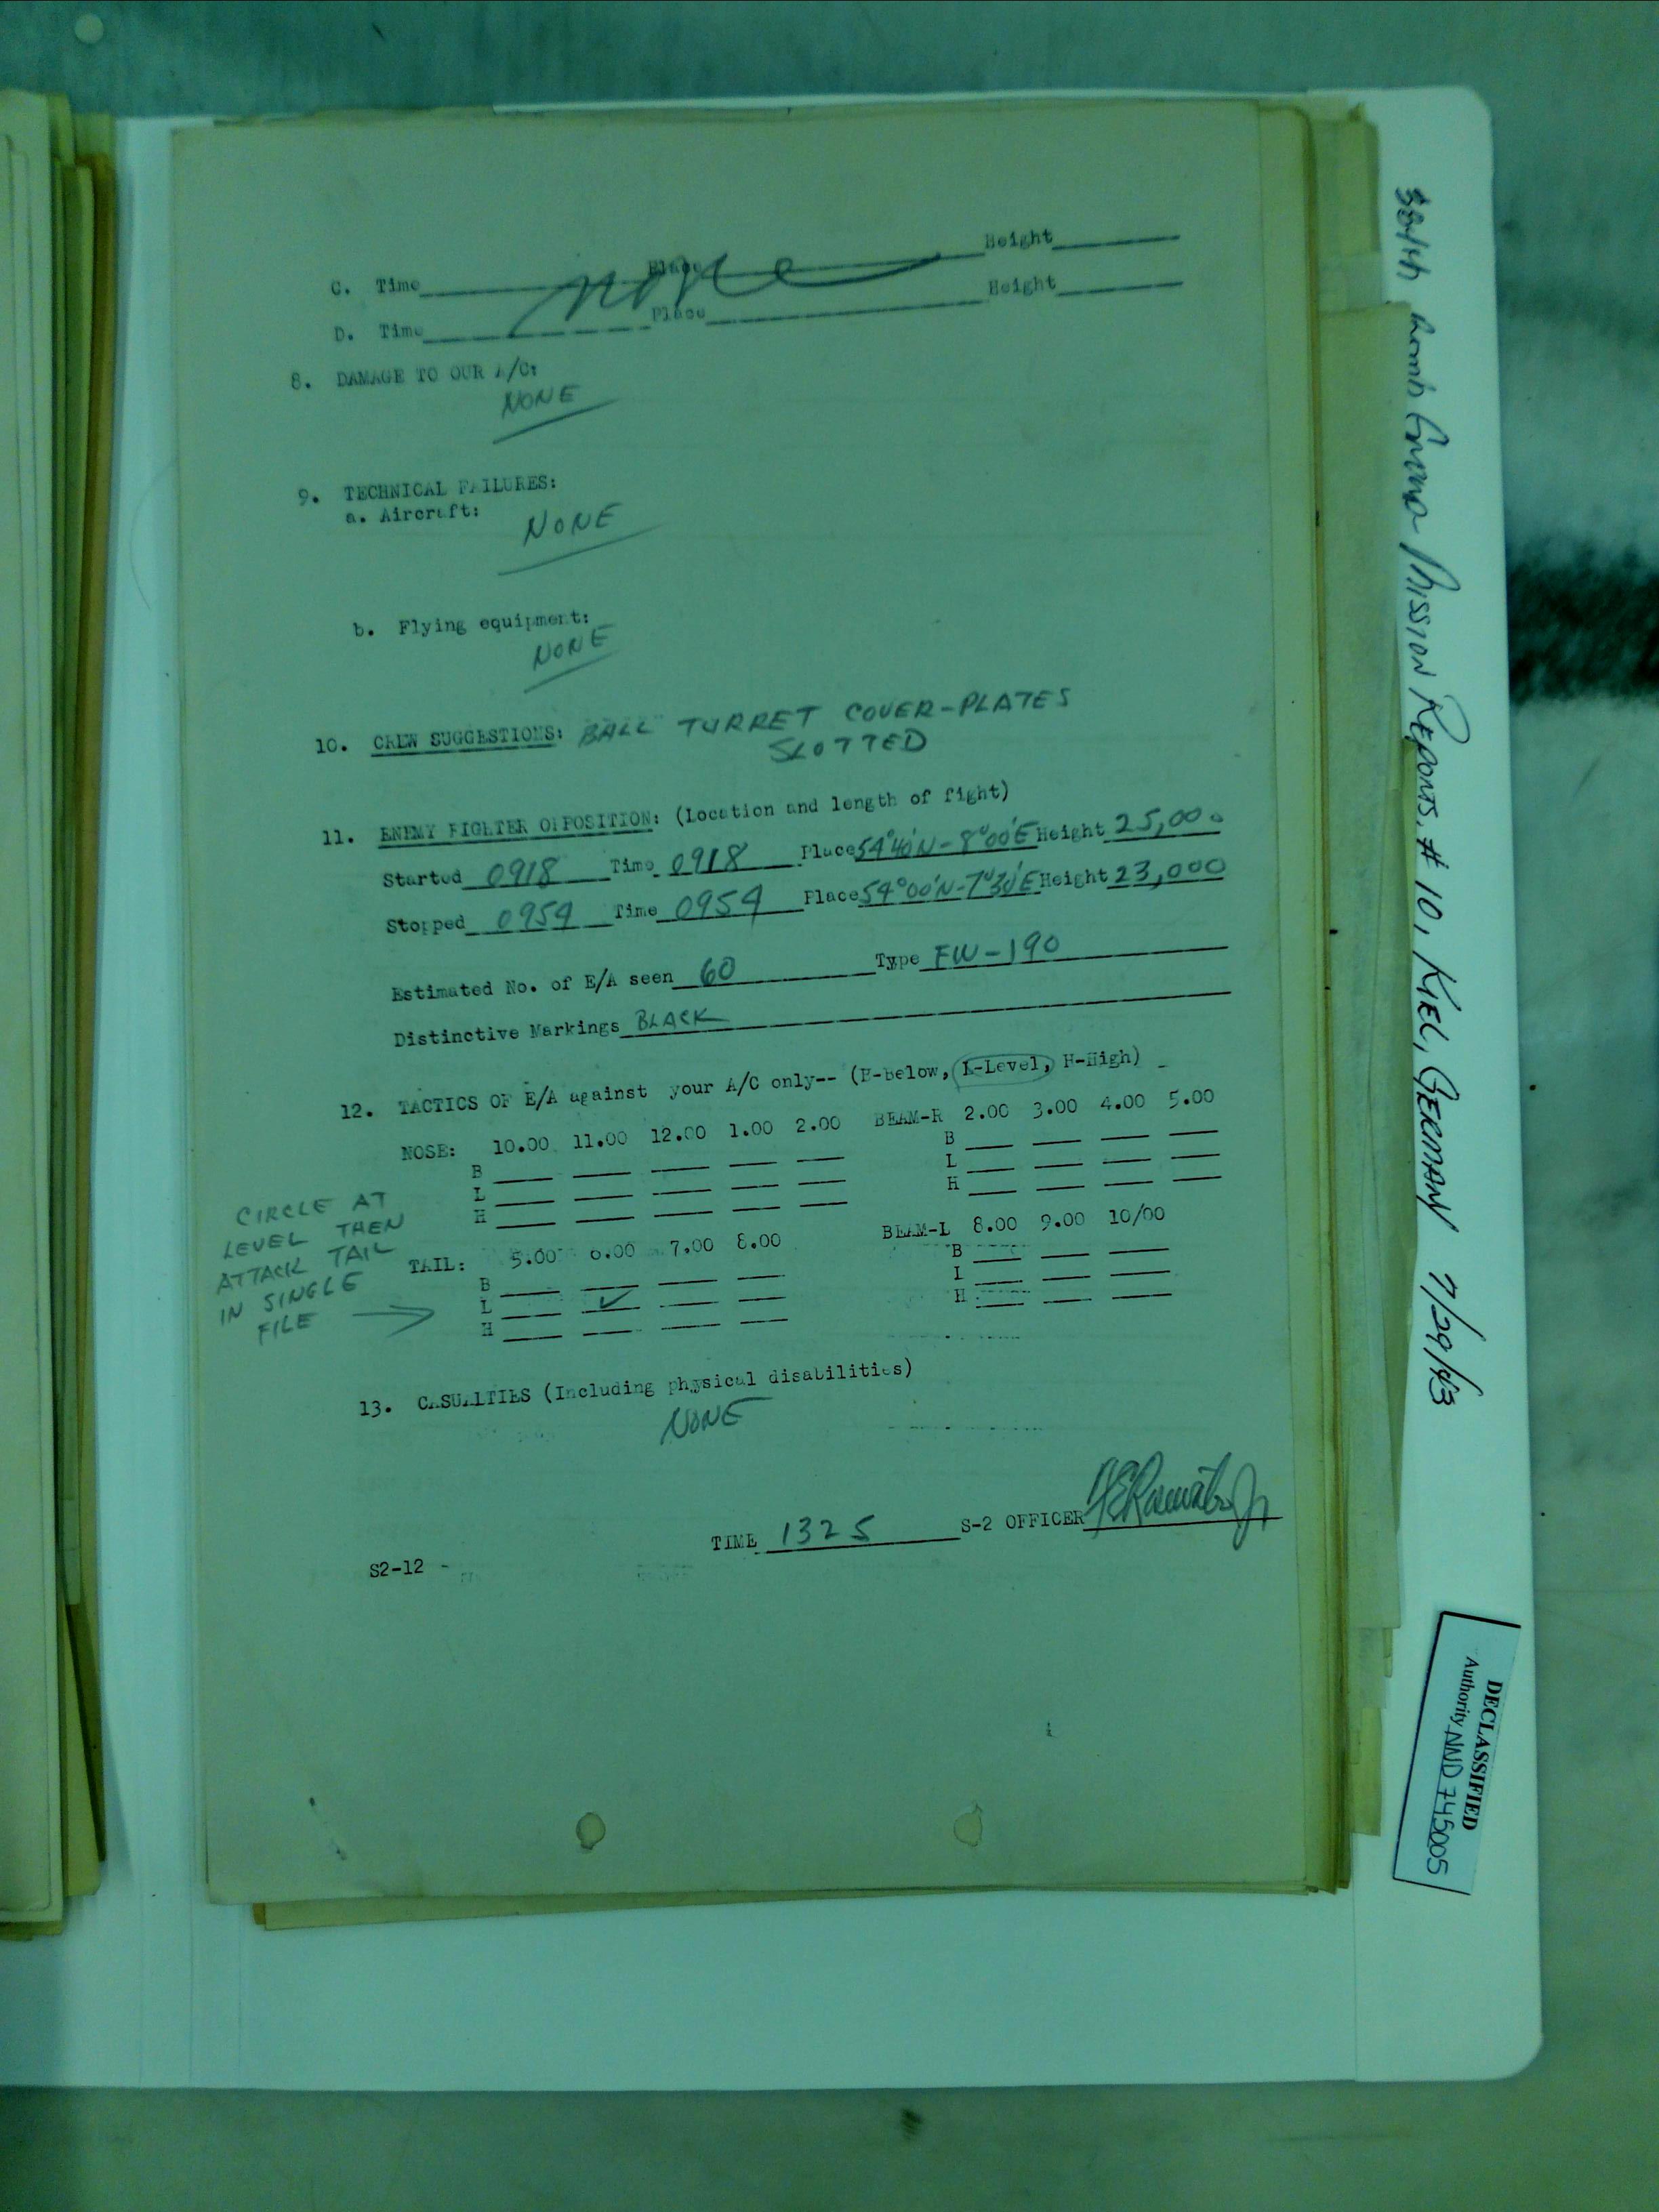 C. Time Place Height
none
D. Time Place Height
8. DAMAGE TO OUR A/C:
NONE
9. TECHNICAL FAILURES:
a. Aircraft:
NONE
b. Flying equipment:
NONE
10. CREW SUGGESTIONS: BALL TURRET COVER-PLATES
SLOTTED
11. ENEMY FIGHTER OPPOSITION: (Location and length of fight)
Started 0918 Time 0918 Place 54°40'N-8°00'E Height 25,000
Stopped 0954 Time 0954 Place 54°00'N-7°30'E Height 23,000
Estimated No. of E/A seen 60 Type FW-190
Distinctive Markings BLACK
12. TACTICS OF E/A against your A/C only-- (B-below, L-Level, H-High)
NOSE: 10.00 11.00 12.00 1.00 2.00 BEAM-R 2.00 3.00 4.00 5.00
B B
L L
H H
CIRCLE AT
LEVEL THEN
ATTACK TAIL
IN SINGLE
FILE →
TAIL: 5.00 6.00 7.00 8.00 BEAM-L 8.00 9.00 10/00
B B
L ✓ L
H H
13. CASUALTIES (Including physical disabilities)
NONE
TIME 1325 S-2 OFFICER
S2-12 -
384th Bomb Group Mission Reports, # 10, KIEL, GERMAN 7/29/43
DECLASSIFIED
Authority NND 745005